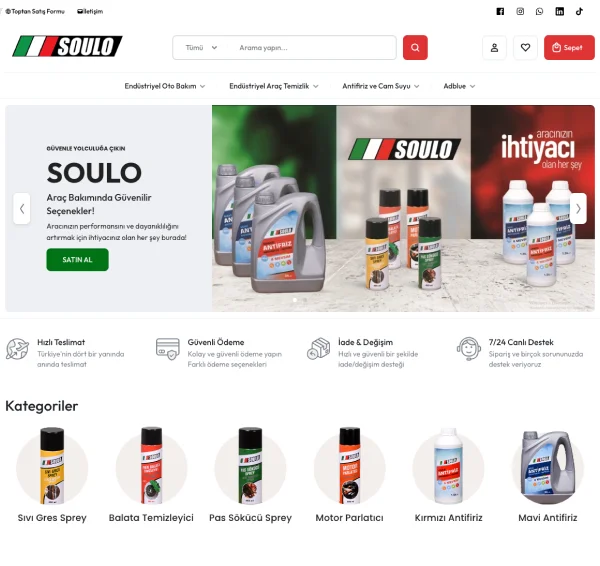 Toptan Satış Formu
İletişim
SOULO
Tümü
Arama yapın...
Sepet
Endüstriyel Oto Bakım
Endüstriyel Araç Temizlik
Antifiriz ve Cam Suyu
Adblue
GÜVENLE YOLCULUĞA ÇIKIN
SOULO
Araç Bakımında Güvenilir
Seçenekler!
Aracınızın performansını ve dayanıklılığını
artırmak için ihtiyacınız olan her şey burada!
SATIN AL
SOULO
aracınızın
ihtiyacı
olan her şey
SOULO
ANTİFİRİZ
Hızlı Teslimat
Türkiye'nin dört bir yanında
anında teslimat
Güvenli Ödeme
Kolay ve güvenli ödeme yapın
Farklı ödeme seçenekleri
İade & Değişim
Hızlı ve güvenli bir şekilde
iade/değişim desteği
7/24 Canlı Destek
Sipariş ve birçok sorununuzda
destek veriyoruz
Kategoriler
Sıvı Gres Sprey
Balata Temizleyici
Pas Sökücü Sprey
Motor Parlatıcı
Kırmızı Antifiriz
Mavi Antifiriz